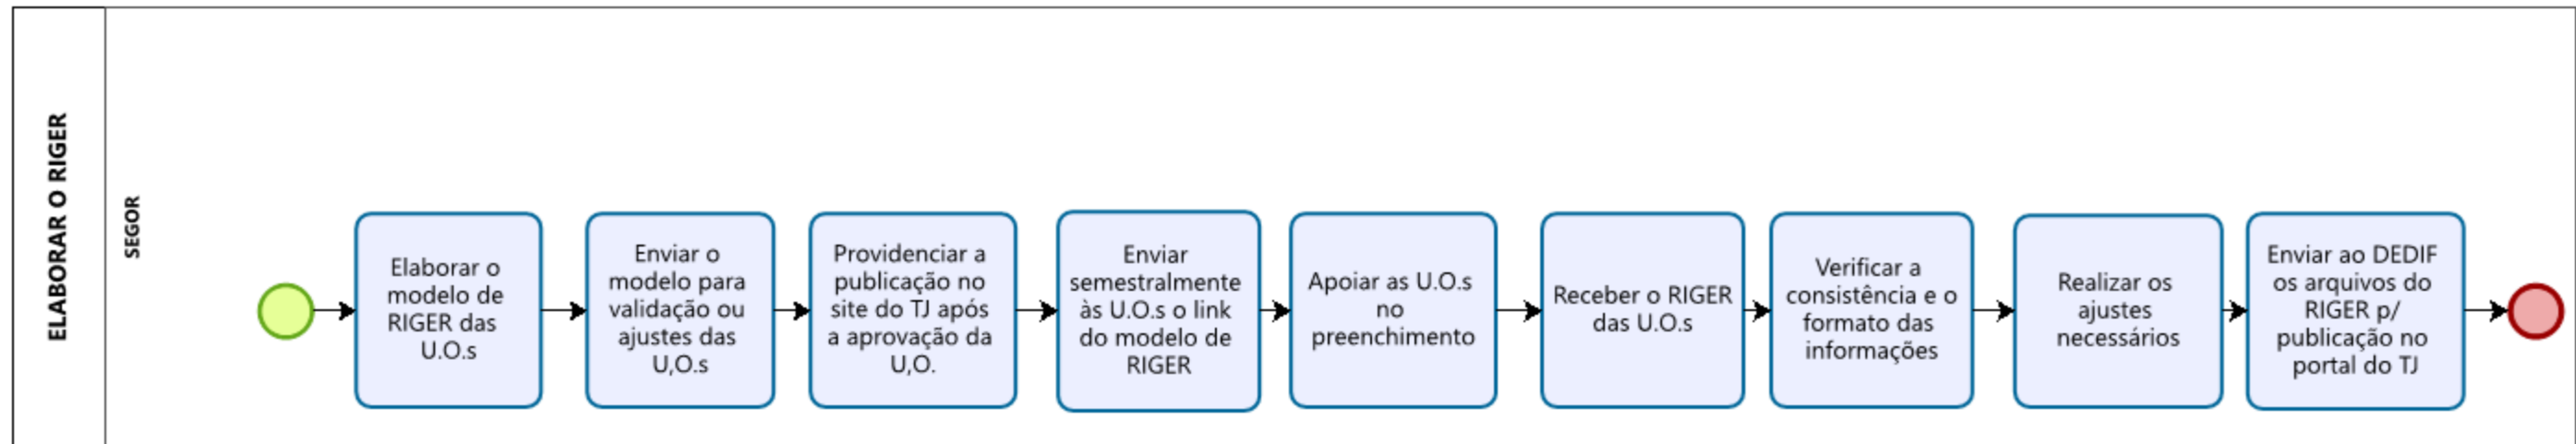 ELABORAR O RIGER
SEGOR
Elaborar o
modelo de
RIGER das
U.O.s
Enviar o
modelo para
validação ou
ajustes das
U,O.s
Providenciar a
publicação no
site do TJ após
a aprovação da
U,O.
Enviar
semestralmente
às U.O.s o link
do modelo de
RIGER
Apoiar as U.O.s
no
preenchimento
Receber o RIGER
das U.O.s
Verificar a
consistência e o
formato das
informações
Realizar os
ajustes
necessários
Enviar ao DEDIF
os arquivos do
RIGER p/
publicação no
portal do TJ